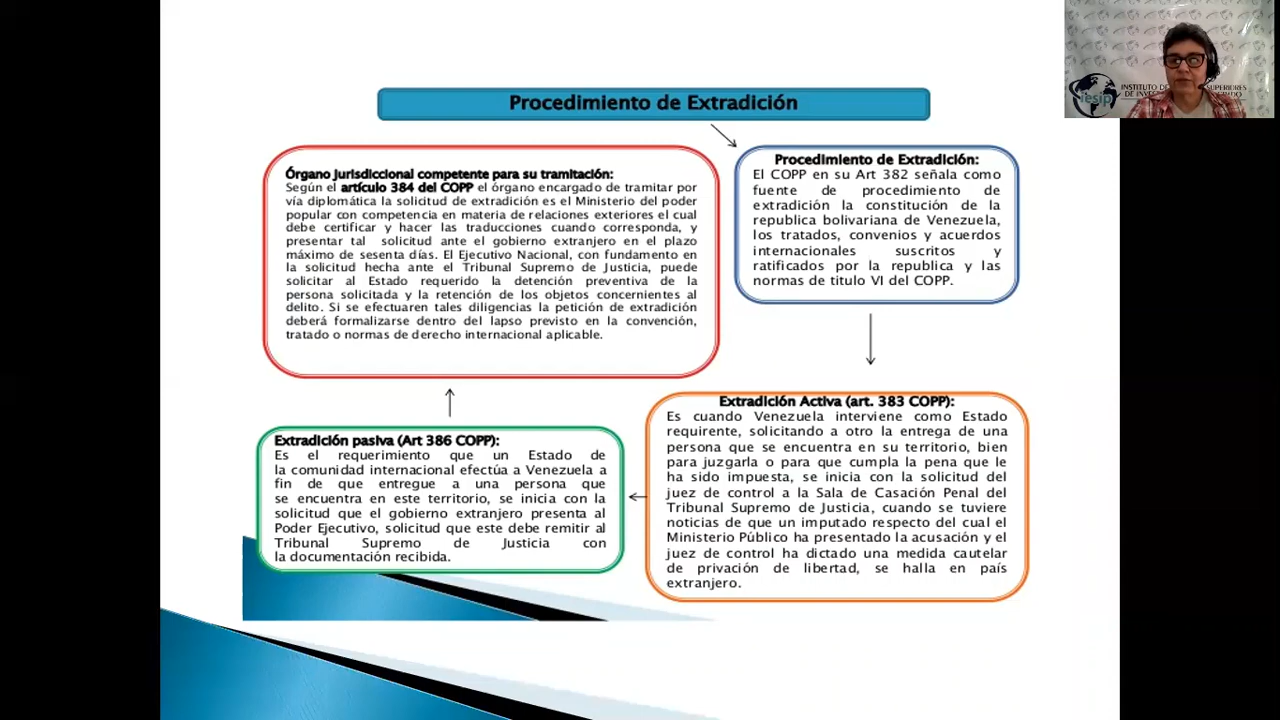 Procedimiento de Extradición
Procedimiento de Extradición:
El COPP en su Art 382 señala como
fuente de procedimiento de
extradición la constitución de la
republica bolivariana de Venezuela,
los tratados, convenios y acuerdos
internacionales suscritos y
ratificados por la republica y las
normas de titulo VI del COPP.
Extradición Activa (art. 383 COPP):
Es cuando Venezuela interviene como Estado
requirente, solicitando a otro la entrega de una
persona que se encuentra en su territorio, bien
para juzgarla o para que cumpla la pena que le
ha sido impuesta, se inicia con la solicitud del
juez de control a la Sala de Casación Penal del
Tribunal Supremo de Justicia, cuando se tuviere
noticias de que un imputado respecto del cual el
Ministerio Público ha presentado la acusación y el
juez de control ha dictado una medida cautelar
de privación de libertad, se halla en país
extranjero.
Extradición pasiva (Art 386 COPP):
Es el requerimiento que un Estado de
la comunidad internacional efectúa a Venezuela a
fin de que entregue a una persona que
se encuentra en este territorio, se inicia con la
solicitud que el gobierno extranjero presenta al
Poder Ejecutivo, solicitud que este debe remitir al
Tribunal Supremo de Justicia con
la documentación recibida.
Órgano jurisdiccional competente para su tramitación:
Según el artículo 384 del COPP el órgano encargado de tramitar por
vía diplomática la solicitud de extradición es el Ministerio del poder
popular con competencia en materia de relaciones exteriores el cual
debe certificar y hacer las traducciones cuando corresponda, y
presentar tal solicitud ante el gobierno extranjero en el plazo
máximo de sesenta días. El Ejecutivo Nacional, con fundamento en
la solicitud hecha ante el Tribunal Supremo de Justicia, puede
solicitar al Estado requerido la detención preventiva de la
persona solicitada y la retención de los objetos concernientes al
delito. Si se efectuaren tales diligencias la petición de extradición
deberá formalizarse dentro del lapso previsto en la convención,
tratado o normas de derecho internacional aplicable.
iesip
INSTITUTO DE SUPERIORES